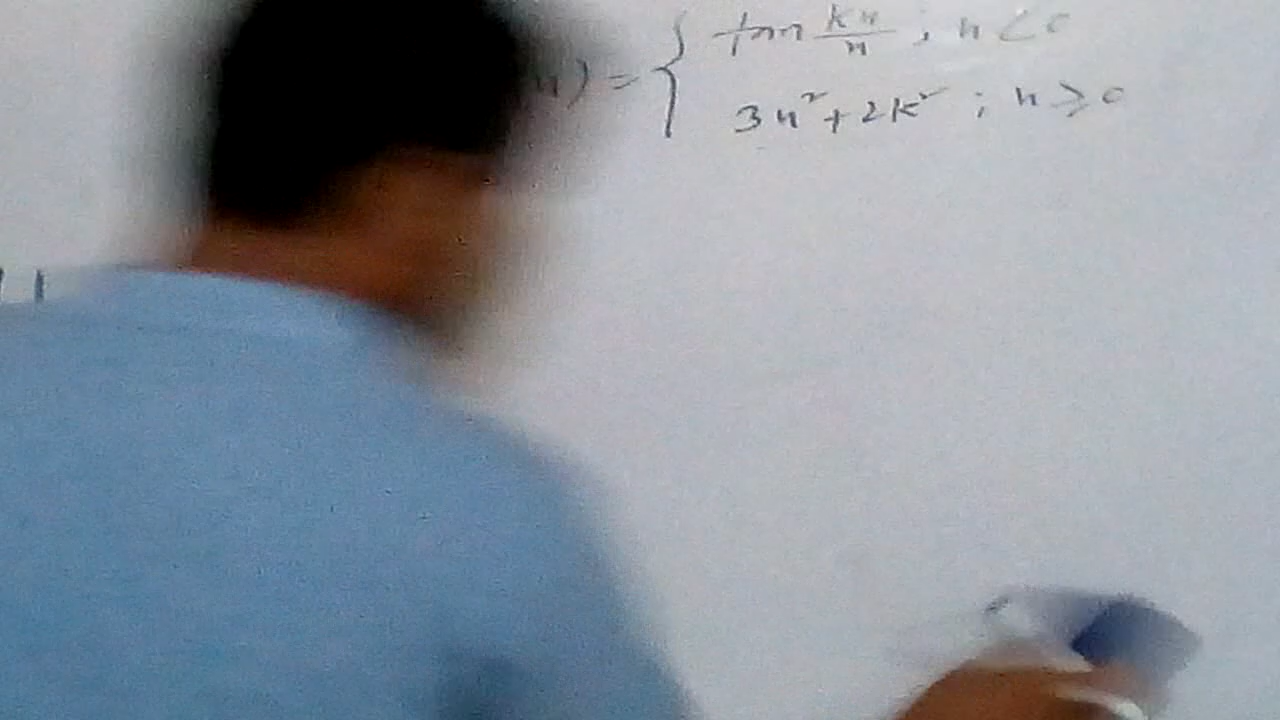 x) = { tan kx/x ; x < 0
3x² + 2k² ; x ≥ 0